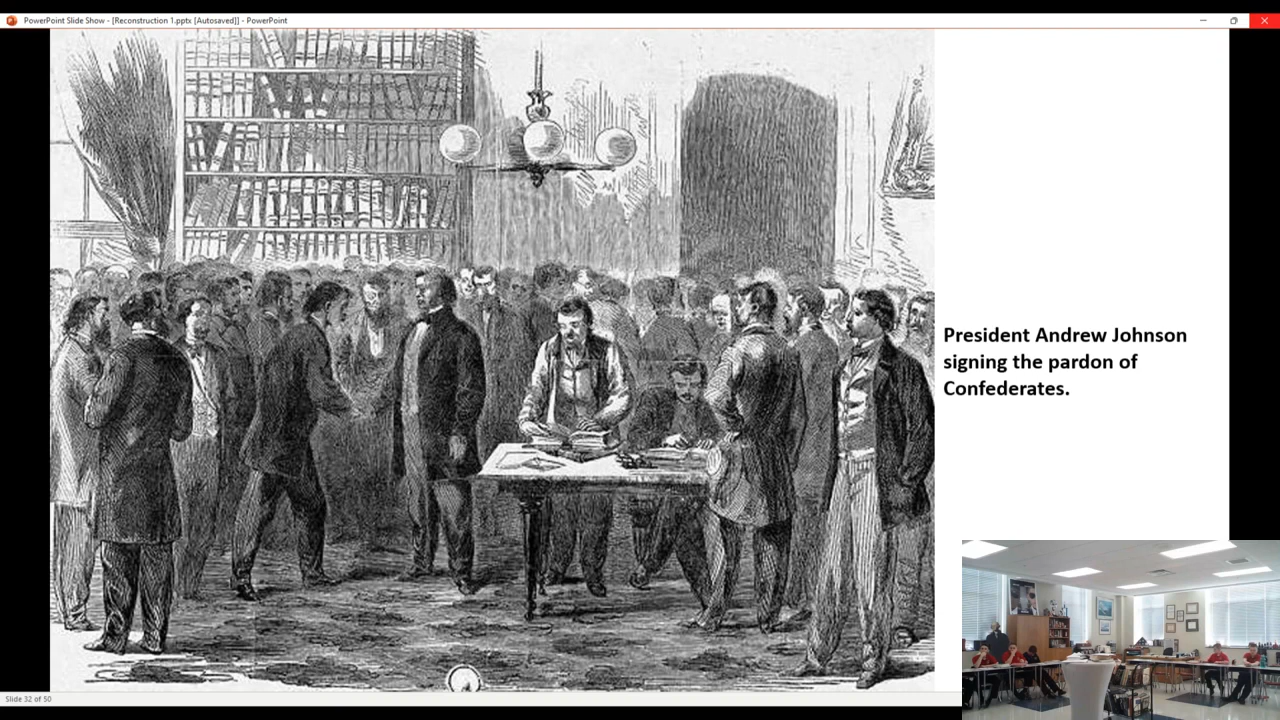 PowerPoint Slide Show - [Reconstruction 1.pptx [Autosaved]] - PowerPoint
President Andrew Johnson
signing the pardon of
Confederates.
Slide 32 of 50